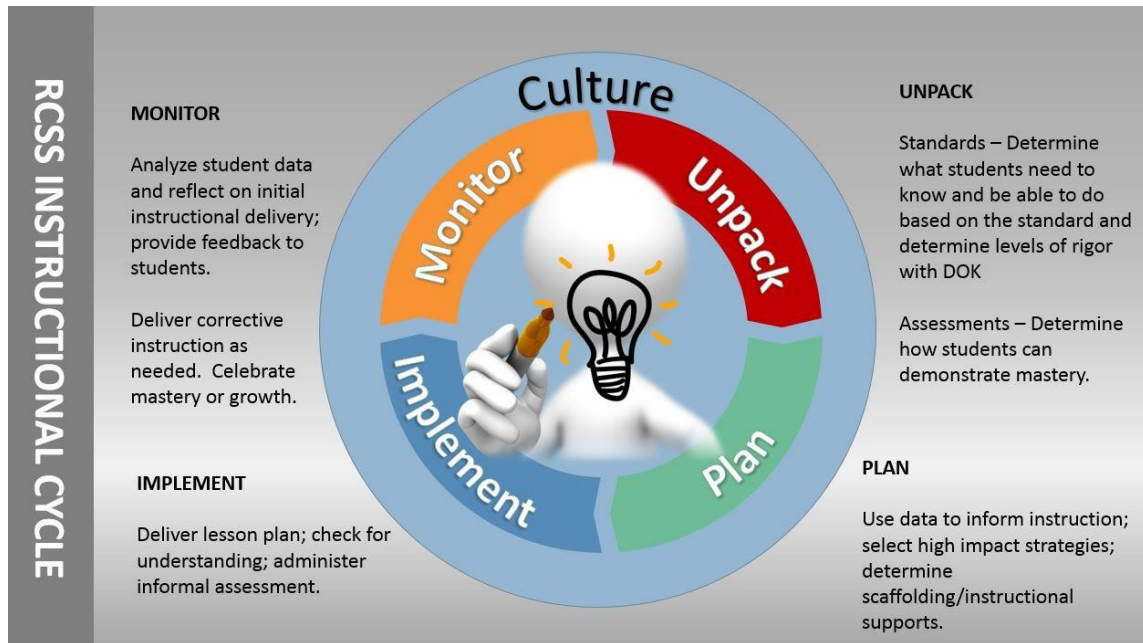 RCSS INSTRUCTIONAL CYCLE
MONITOR
Analyze student data
and reflect on initial
instructional delivery;
provide feedback to
students.
Deliver corrective
instruction as
needed.  Celebrate
mastery or growth.
IMPLEMENT
Deliver lesson plan; check for
understanding; administer
informal assessment.
Culture
Monitor
Unpack
Implement
Plan
UNPACK
Standards – Determine
what students need to
know and be able to do
based on the standard and
determine levels of rigor
with DOK
Assessments – Determine
how students can
demonstrate mastery.
PLAN
Use data to inform instruction;
select high impact strategies;
determine
scaffolding/instructional
supports.